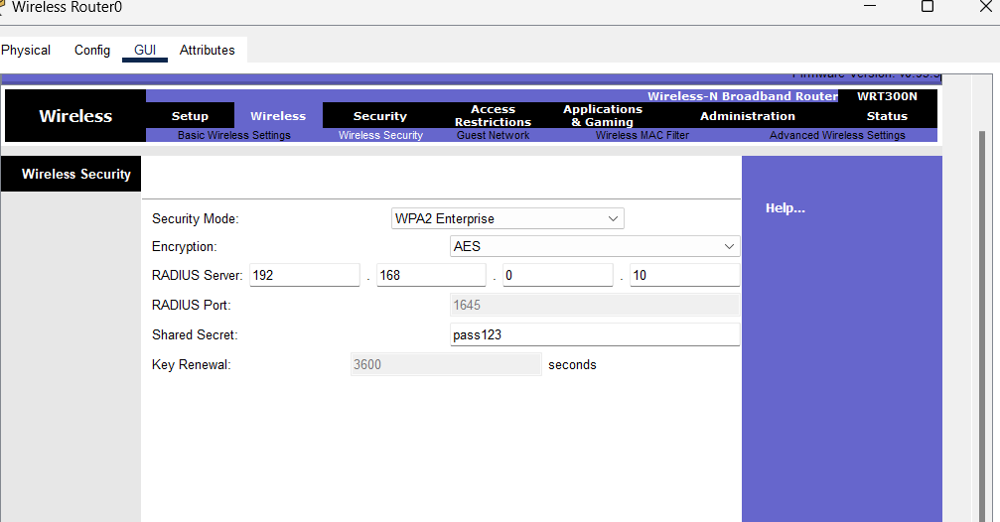 Wireless Router0
Physical Config GUI Attributes
Firmware Version: v0.93.3
Wireless-N Broadband Router WRT300N
Wireless
Setup Wireless Security Access Restrictions Applications & Gaming Administration Status
Basic Wireless Settings Wireless Security Guest Network Wireless MAC Filter Advanced Wireless Settings
Wireless Security
Help...
Security Mode: WPA2 Enterprise
Encryption: AES
RADIUS Server: 192 . 168 . 0 . 10
RADIUS Port: 1645
Shared Secret: pass123
Key Renewal: 3600 seconds